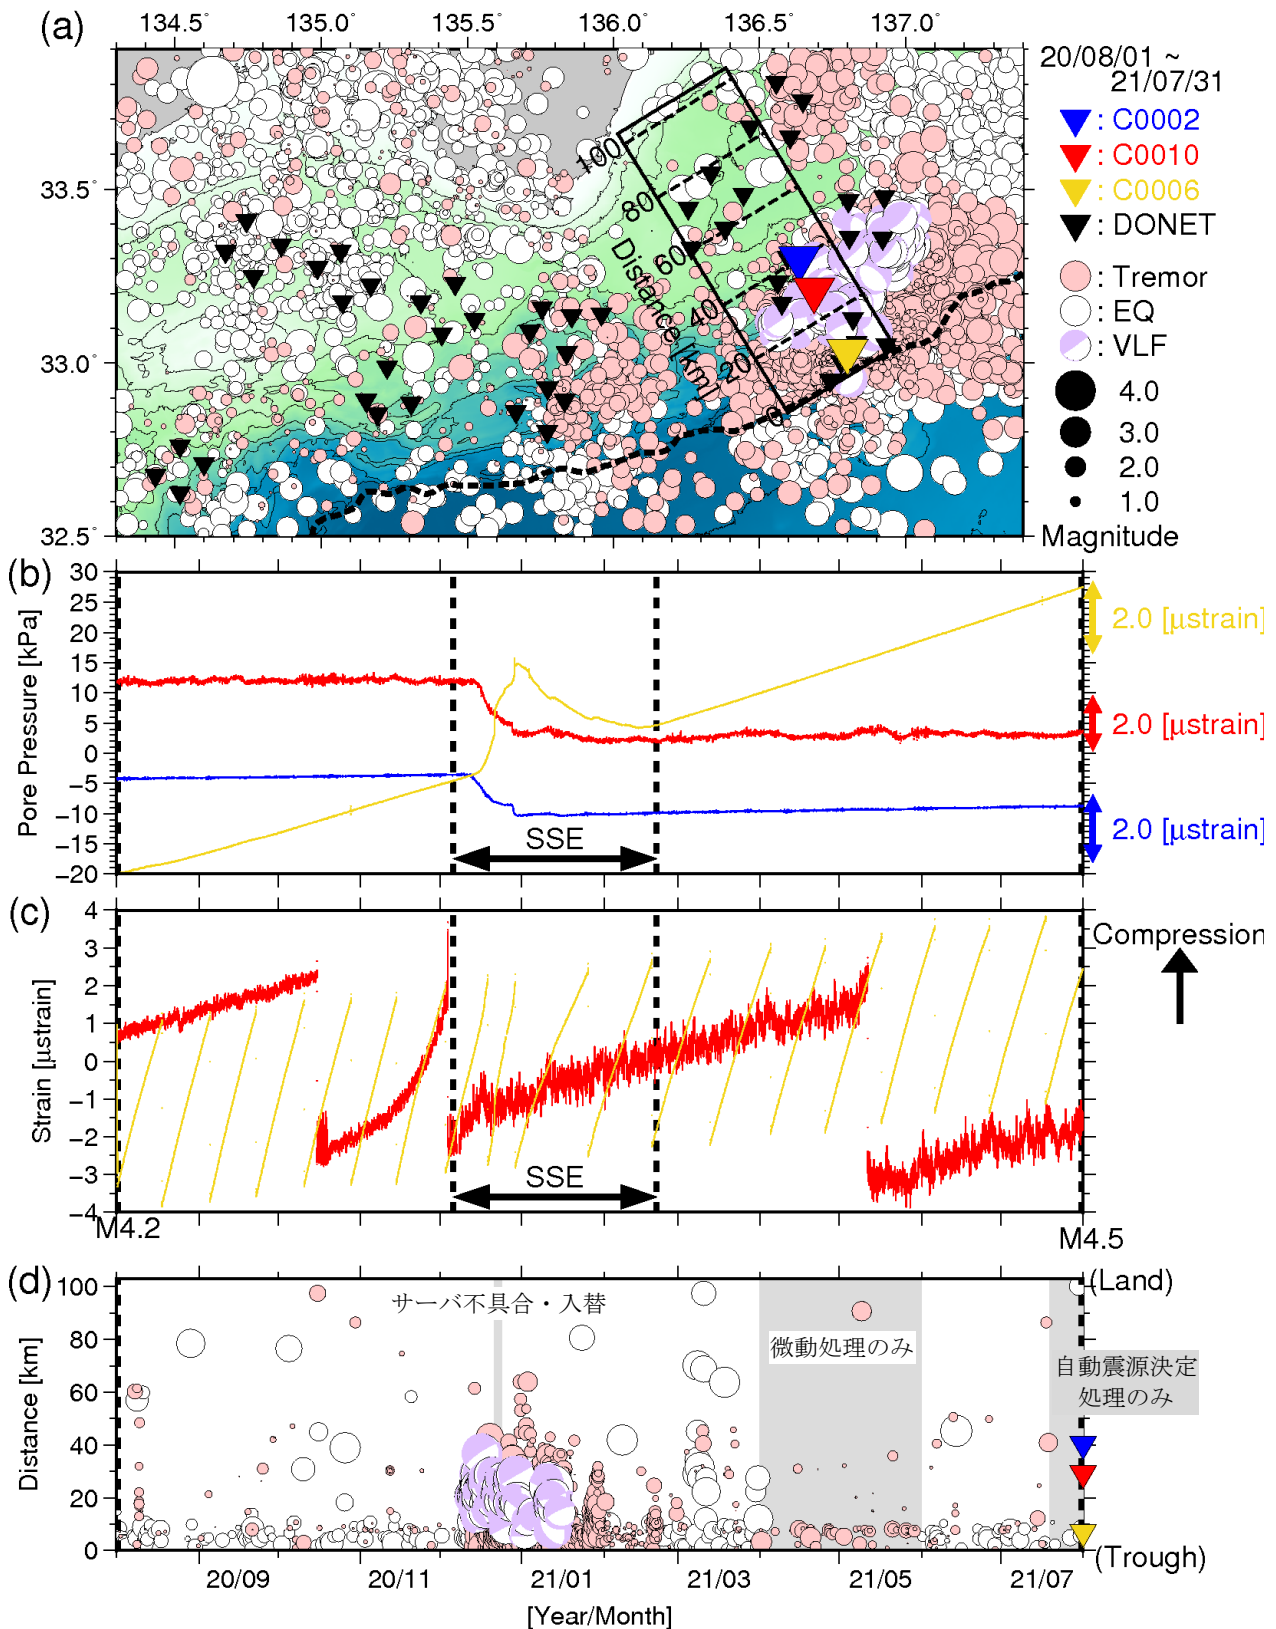 (a)
134.5° 135.0° 135.5° 136.0° 136.5° 137.0°
33.5°
33.0°
32.5°
100
80
60
40
20
0
Distance [km]
20/08/01 ~
21/07/31
: C0002
: C0010
: C0006
: DONET
: Tremor
: EQ
: VLF
4.0
3.0
2.0
1.0
Magnitude
(b)
Pore Pressure [kPa]
30
25
20
15
10
5
0
−5
−10
−15
−20
SSE
2.0 [μstrain]
2.0 [μstrain]
2.0 [μstrain]
(c)
Strain [μstrain]
4
3
2
1
0
−1
−2
−3
−4
SSE
Compression
M4.2
M4.5
(d)
Distance [km]
100
80
60
40
20
0
サーバ不具合・入替
微動処理のみ
自動震源決定
処理のみ
(Land)
(Trough)
20/09 20/11 21/01 21/03 21/05 21/07
[Year/Month]